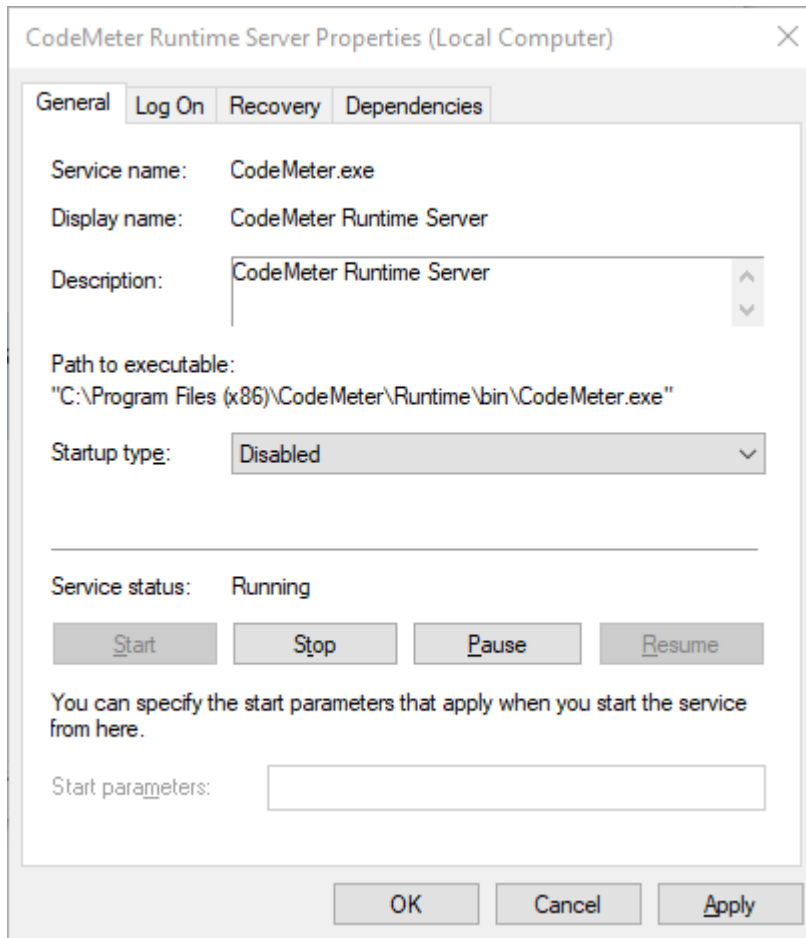 CodeMeter Runtime Server Properties (Local Computer)
General Log On Recovery Dependencies
Service name: CodeMeter.exe
Display name: CodeMeter Runtime Server
Description: CodeMeter Runtime Server
Path to executable:
"C:\Program Files (x86)\CodeMeter\Runtime\bin\CodeMeter.exe"
Startup type: Disabled
Service status: Running
Start Stop Pause Resume
You can specify the start parameters that apply when you start the service
from here.
Start parameters:
OK Cancel Apply